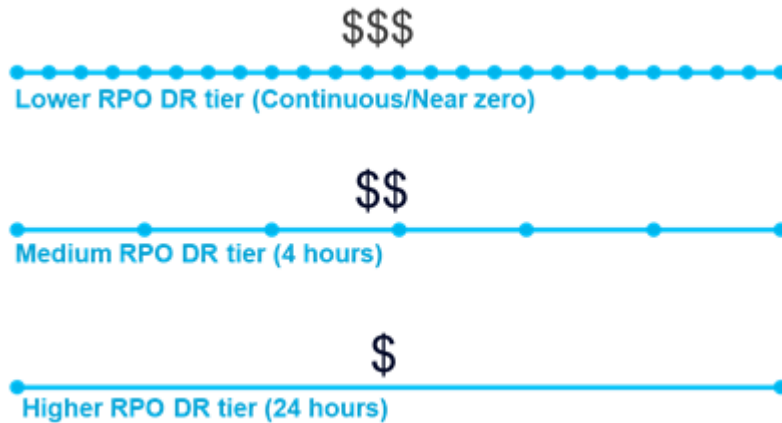 $$$
Lower RPO DR tier (Continuous/Near zero)
$$
Medium RPO DR tier (4 hours)
$
Higher RPO DR tier (24 hours)